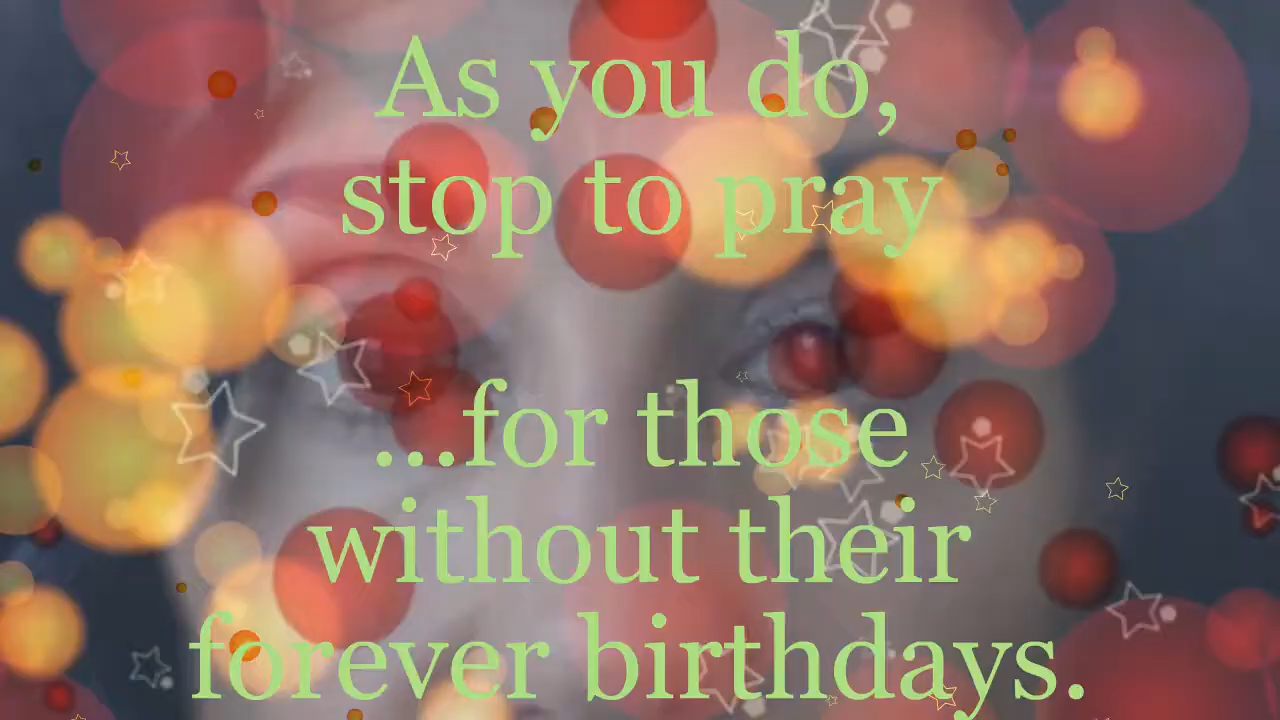 As you do,
stop to pray
...for those
without their
forever birthdays.